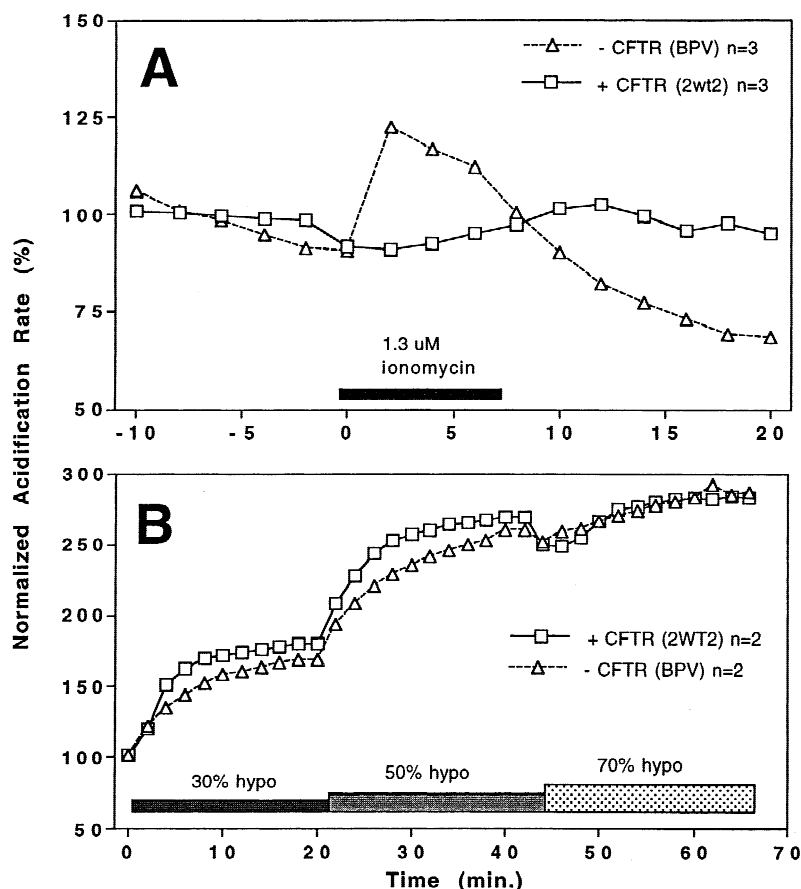 Normalized Acidification Rate (%)
A
150
125
100
75
50
- CFTR (BPV) n=3
+ CFTR (2wt2) n=3
1.3 uM
ionomycin
-10 -5 0 5 10 15 20
B
300
250
200
150
100
50
+ CFTR (2WT2) n=2
- CFTR (BPV) n=2
30% hypo
50% hypo
70% hypo
0 10 20 30 40 50 60 70
Time (min.)